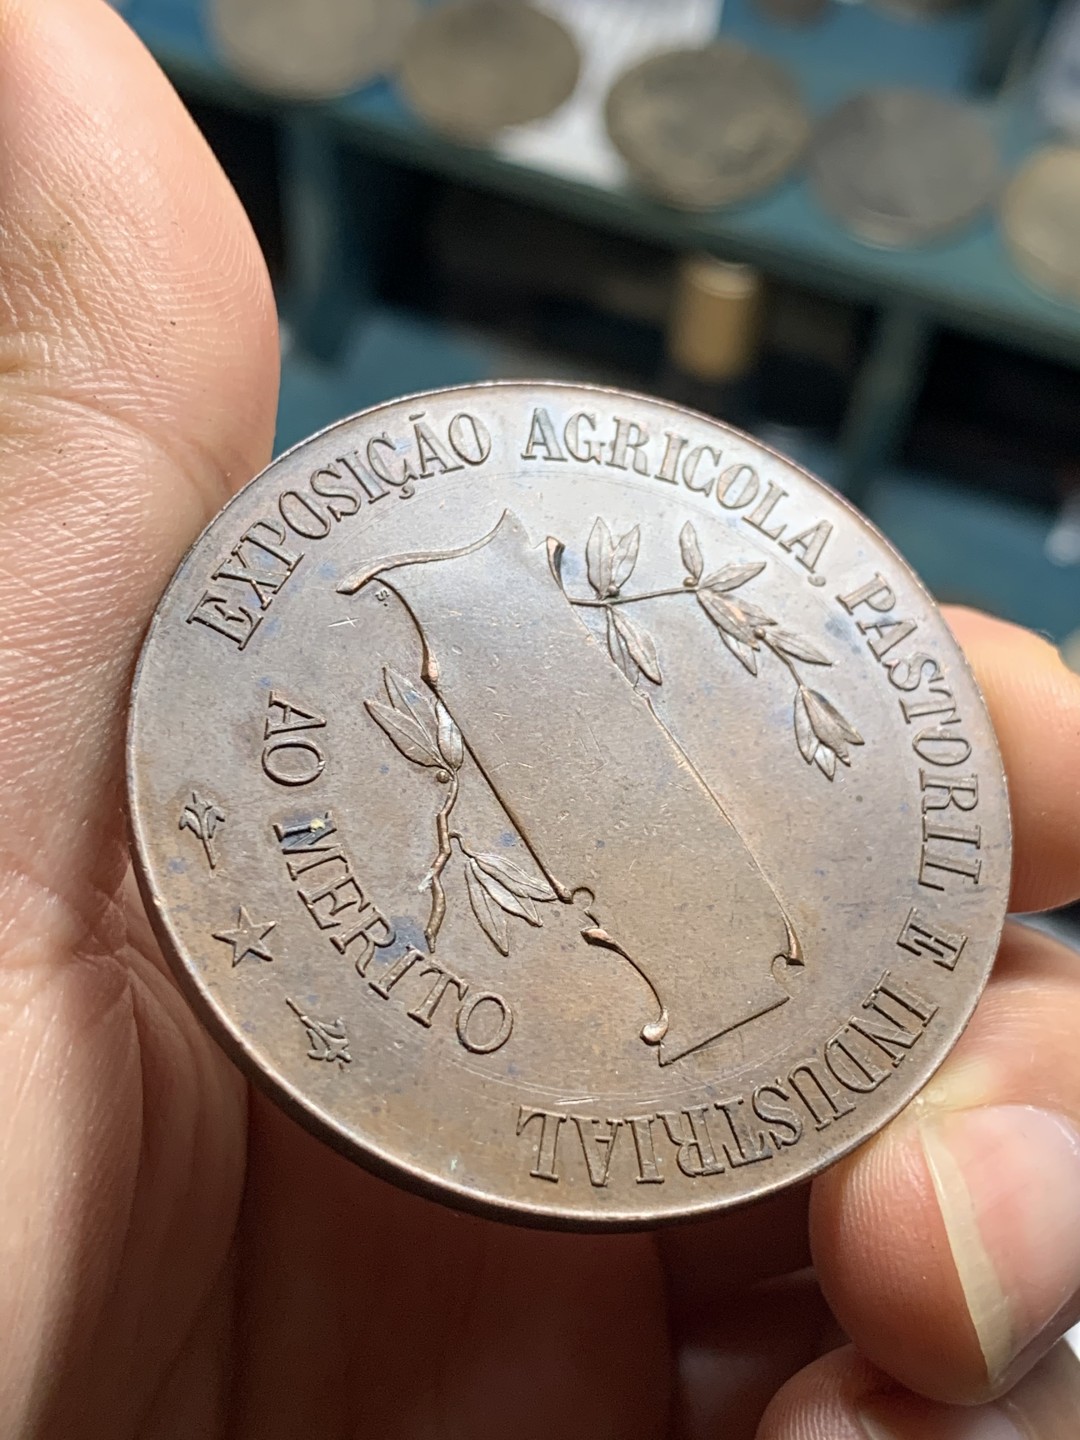 EXPOSIÇÃO AGRICOLA, PASTORIL E INDUSTRIAL
AO MERITO